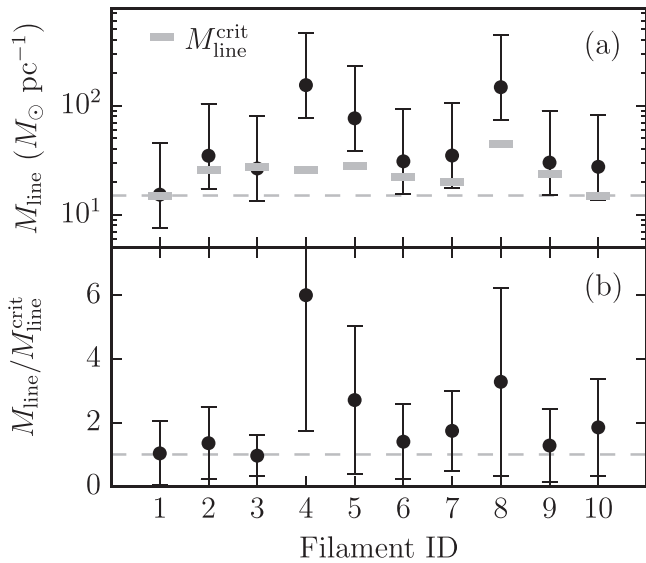 M_line^crit
(a)
M_line (M_⊙ pc^−1)
10^2
10^1
(b)
M_line/M_line^crit
6
4
2
0
1 2 3 4 5 6 7 8 9 10
Filament ID